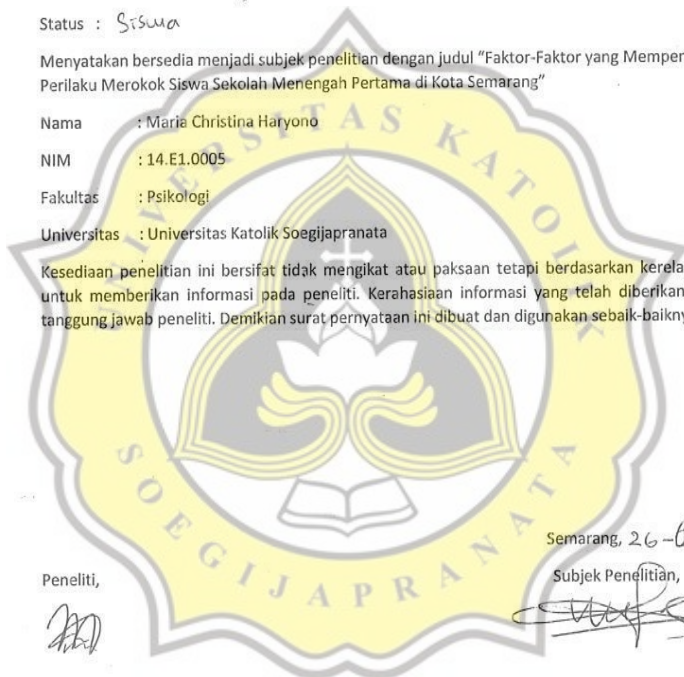 Status : Siswa
Menyatakan bersedia menjadi subjek penelitian dengan judul "Faktor-Faktor yang Memper
Perilaku Merokok Siswa Sekolah Menengah Pertama di Kota Semarang"
Nama : Maria Christina Haryono
NIM : 14.E1.0005
Fakultas : Psikologi
Universitas : Universitas Katolik Soegijapranata
Kesediaan penelitian ini bersifat tidak mengikat atau paksaan tetapi berdasarkan kerela
untuk memberikan informasi pada peneliti. Kerahasiaan informasi yang telah diberikan
tanggung jawab peneliti. Demikian surat pernyataan ini dibuat dan digunakan sebaik-baikny
UNIVERSITAS KATOLIK
SOEGIJAPRANATA
Semarang, 26-
Peneliti,
Subjek Penelitian,